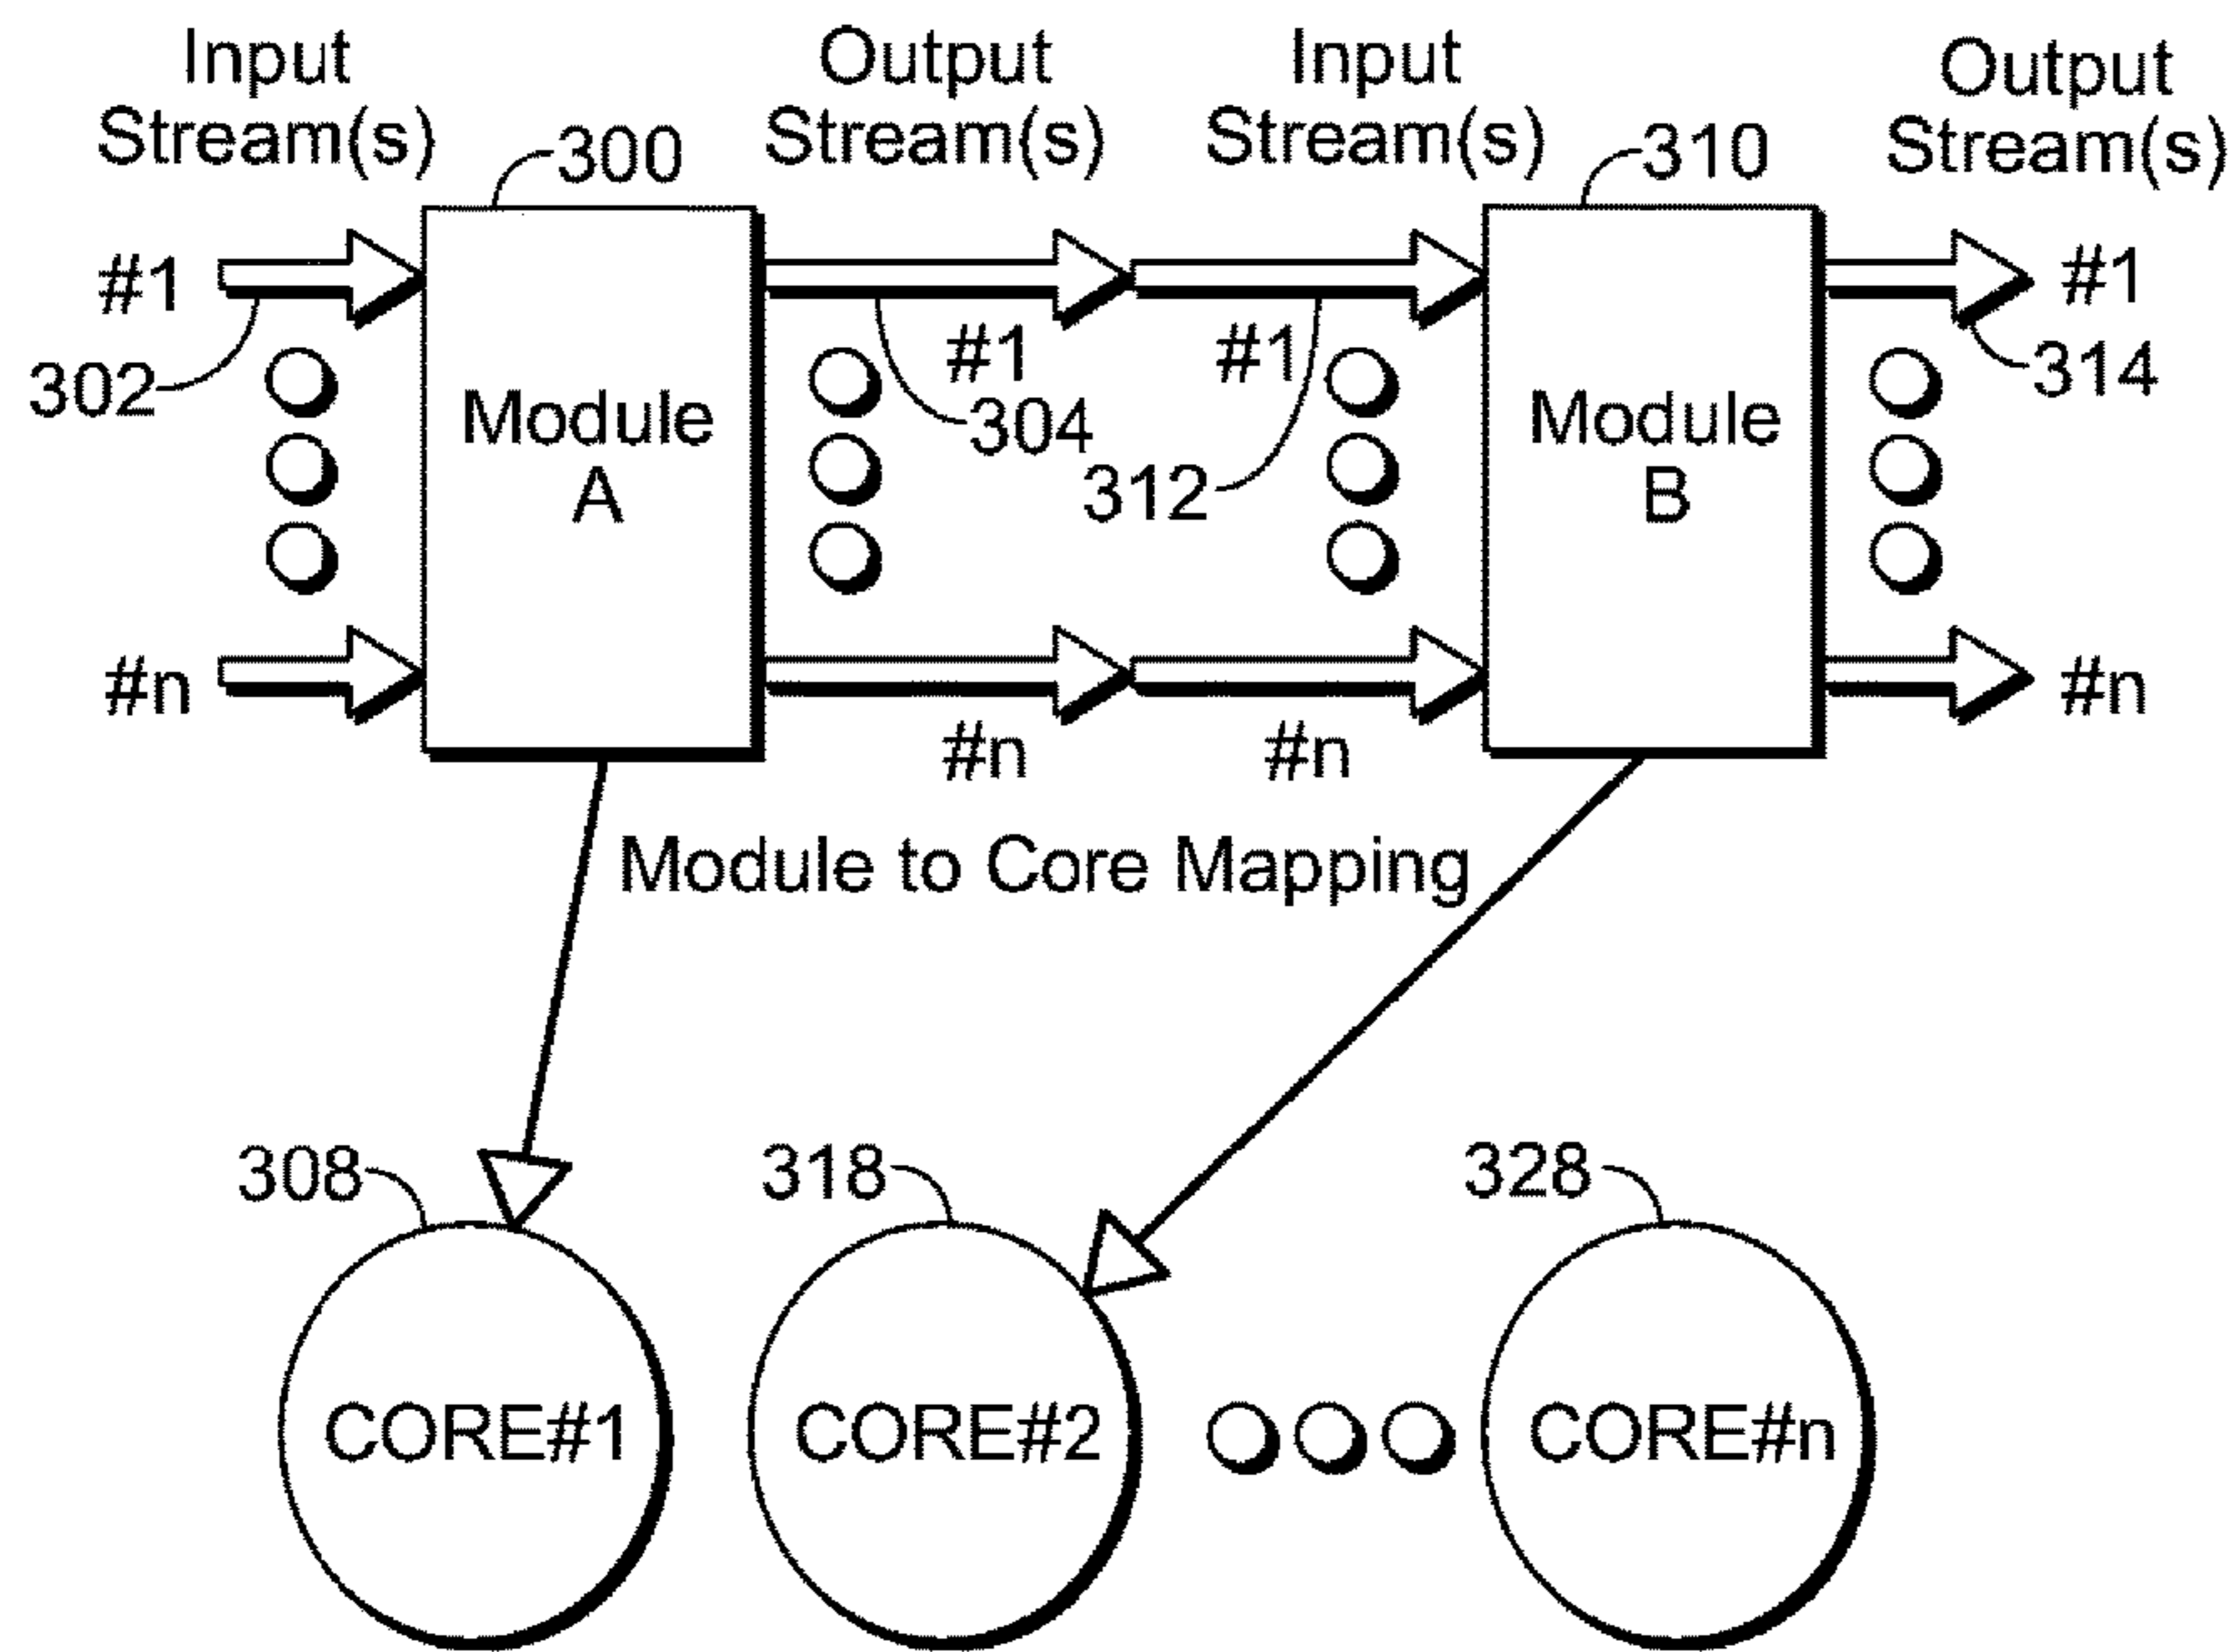 Input
Stream(s)
Output
Stream(s)
Input
Stream(s)
Output
Stream(s)
300
310
#1
#1
302
#1
#1
314
304
312
Module
A
Module
B
#n
#n
#n
#n
Module to Core Mapping
308
318
328
CORE#1
CORE#2
CORE#n